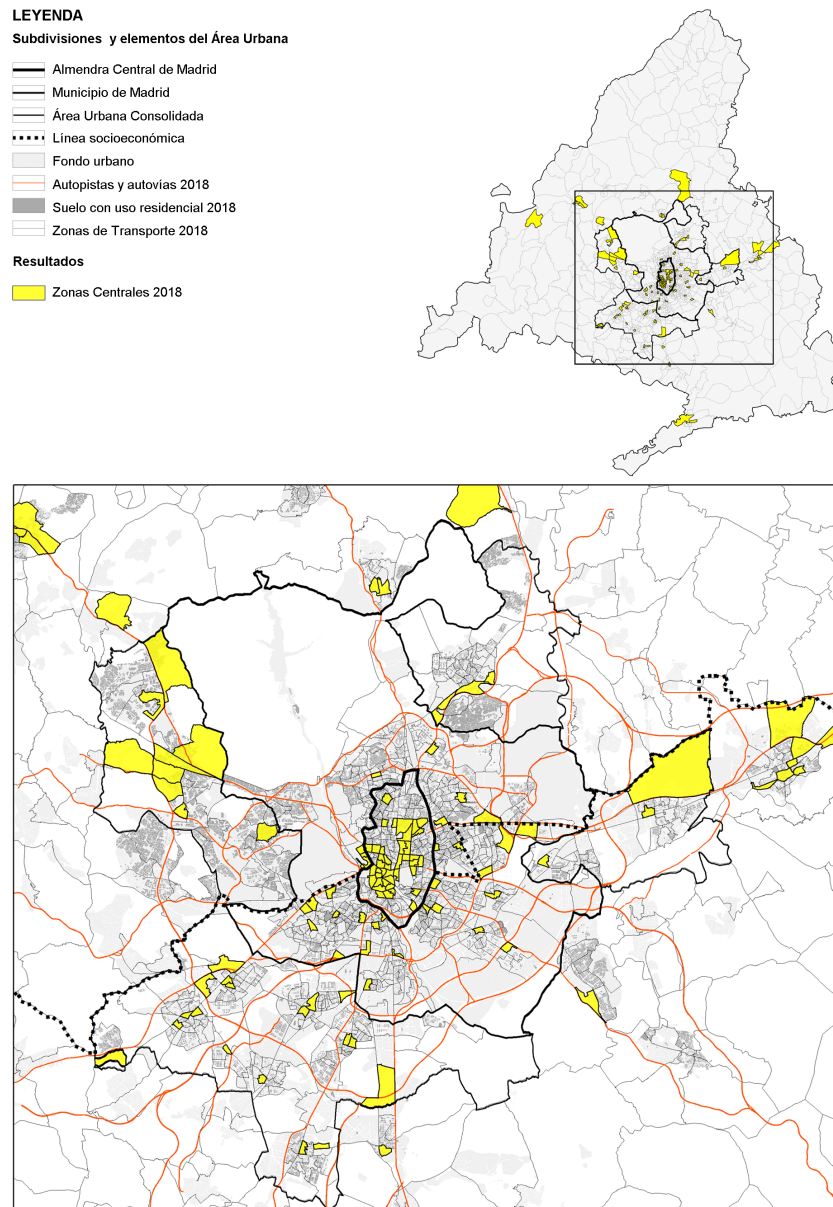 LEYENDA
Subdivisiones y elementos del Área Urbana
Almendra Central de Madrid
Municipio de Madrid
Área Urbana Consolidada
Línea socioeconómica
Fondo urbano
Autopistas y autovías 2018
Suelo con uso residencial 2018
Zonas de Transporte 2018
Resultados
Zonas Centrales 2018